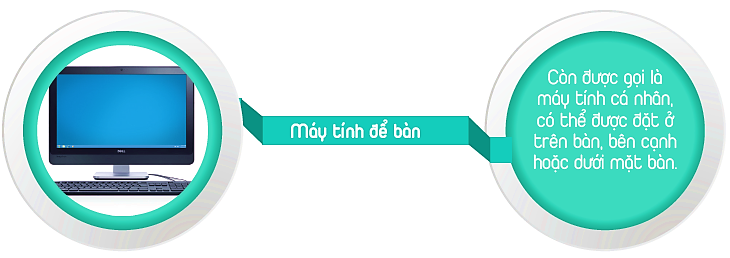 DELL
Máy tính để bàn
Còn được gọi là
máy tính cá nhân,
có thể được đặt ở
trên bàn, bên cạnh
hoặc dưới mặt bàn.